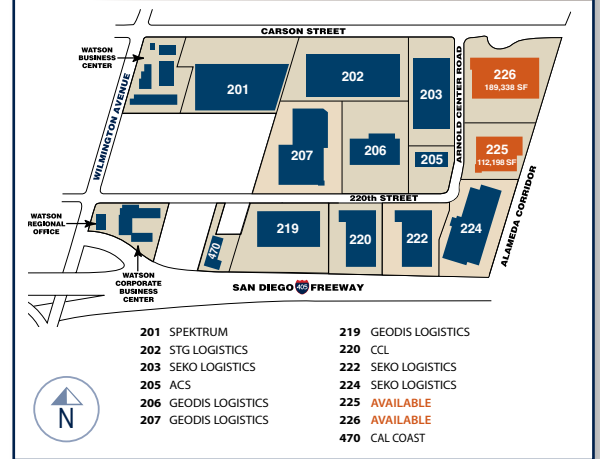 CARSON STREET
WATSON
BUSINESS
CENTER
WILMINGTON AVENUE
201
202
203
ARNOLD CENTER ROAD
226
189,338 SF
207
206
205
225
112,198 SF
ALAMEDA CORRIDOR
220th STREET
WATSON
REGIONAL
OFFICE
470
219
220
222
224
WATSON
CORPORATE
BUSINESS
CENTER
SAN DIEGO 405 FREEWAY
201 SPEKTRUM
202 STG LOGISTICS
203 SEKO LOGISTICS
205 ACS
206 GEODIS LOGISTICS
207 GEODIS LOGISTICS
219 GEODIS LOGISTICS
220 CCL
222 SEKO LOGISTICS
224 SEKO LOGISTICS
225 AVAILABLE
226 AVAILABLE
470 CAL COAST
N